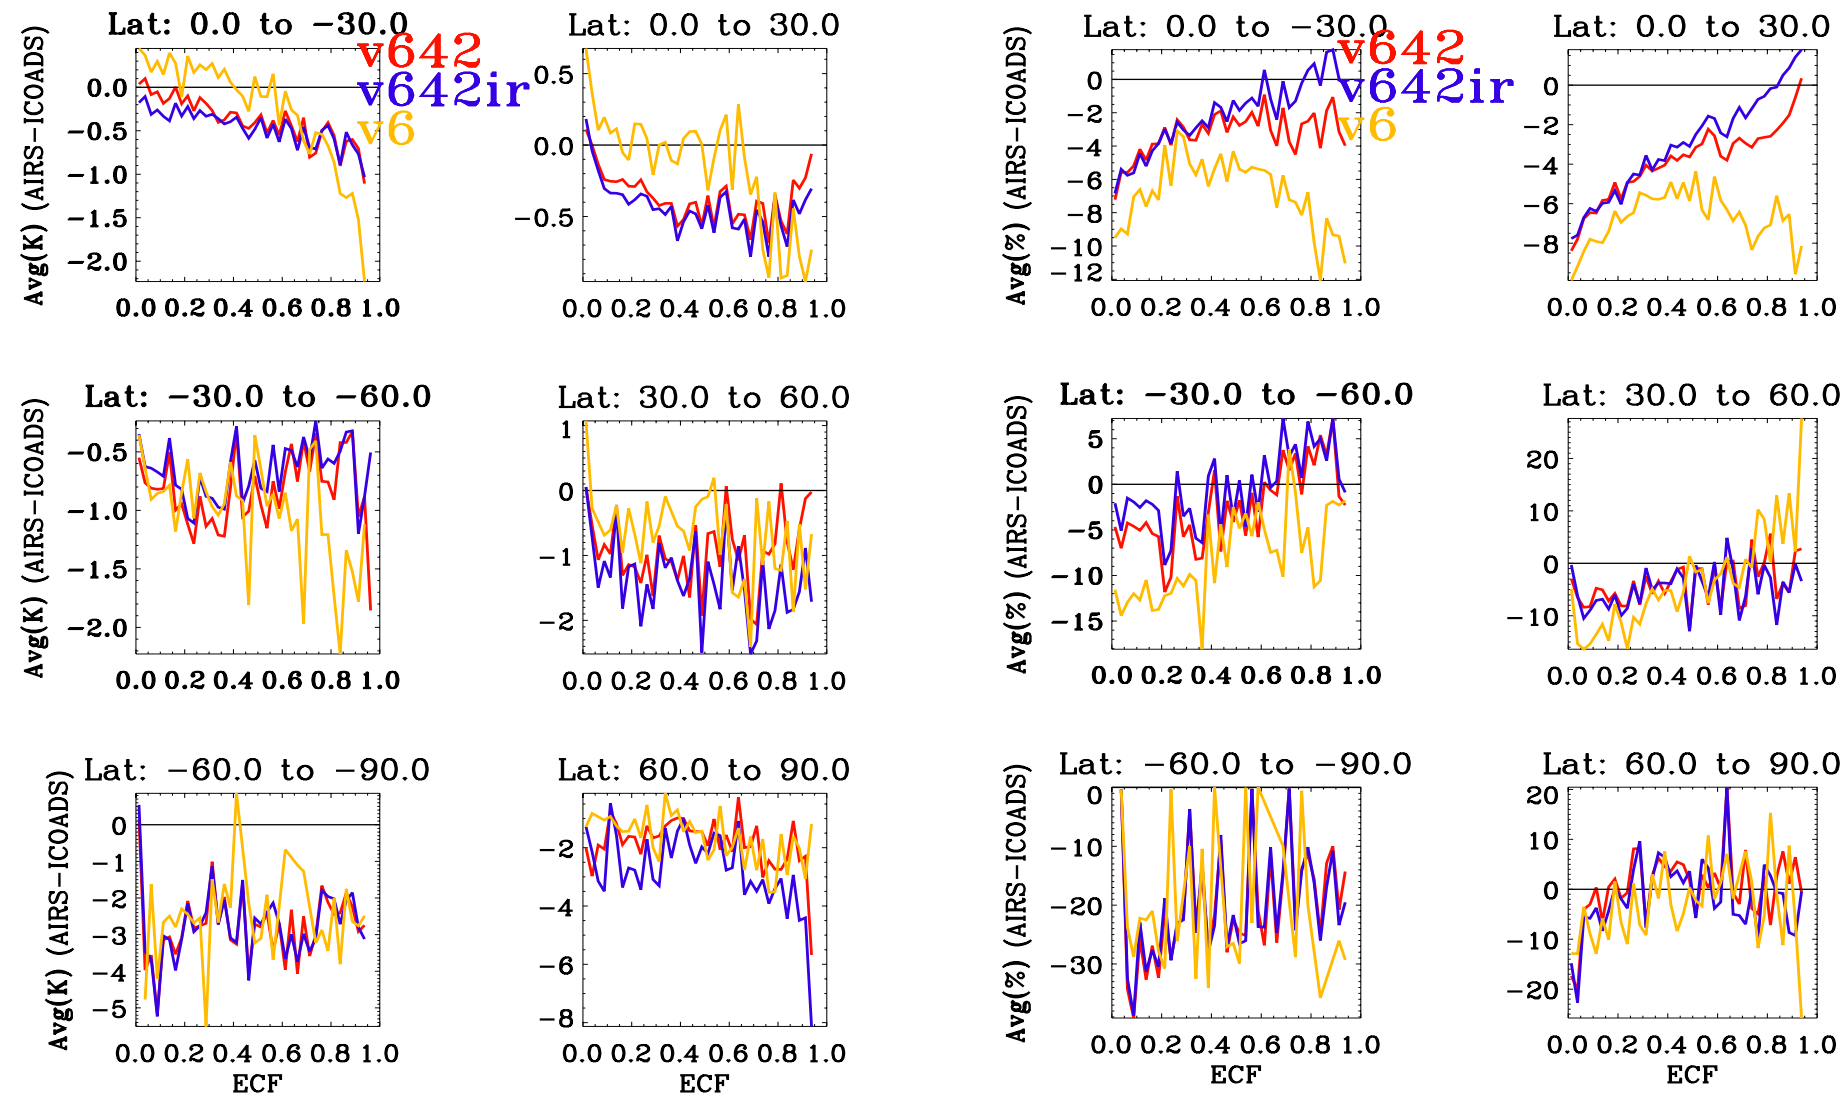 Lat: 0.0 to −30.0
Lat: 0.0 to 30.0
Lat: 0.0 to −30.0
Lat: 0.0 to 30.0
v642
v642ir
v6
v642
v642ir
v6
Avg(K) (AIRS−ICOADS)
0.0
−0.5
−1.0
−1.5
−2.0
0.0 0.2 0.4 0.6 0.8 1.0
0.5
0.0
−0.5
0.0 0.2 0.4 0.6 0.8 1.0
Avg(%) (AIRS−ICOADS)
0
−2
−4
−6
−8
−10
−12
0.0 0.2 0.4 0.6 0.8 1.0
0
−2
−4
−6
−8
0.0 0.2 0.4 0.6 0.8 1.0
Lat: −30.0 to −60.0
Lat: 30.0 to 60.0
Lat: −30.0 to −60.0
Lat: 30.0 to 60.0
Avg(K) (AIRS−ICOADS)
−0.5
−1.0
−1.5
−2.0
0.0 0.2 0.4 0.6 0.8 1.0
1
0
−1
−2
0.0 0.2 0.4 0.6 0.8 1.0
Avg(%) (AIRS−ICOADS)
5
0
−5
−10
−15
0.0 0.2 0.4 0.6 0.8 1.0
20
10
0
−10
0.0 0.2 0.4 0.6 0.8 1.0
Lat: −60.0 to −90.0
Lat: 60.0 to 90.0
Lat: −60.0 to −90.0
Lat: 60.0 to 90.0
Avg(K) (AIRS−ICOADS)
0
−1
−2
−3
−4
−5
0.0 0.2 0.4 0.6 0.8 1.0
ECF
−2
−4
−6
−8
0.0 0.2 0.4 0.6 0.8 1.0
ECF
Avg(%) (AIRS−ICOADS)
0
−10
−20
−30
0.0 0.2 0.4 0.6 0.8 1.0
ECF
20
10
0
−10
−20
0.0 0.2 0.4 0.6 0.8 1.0
ECF